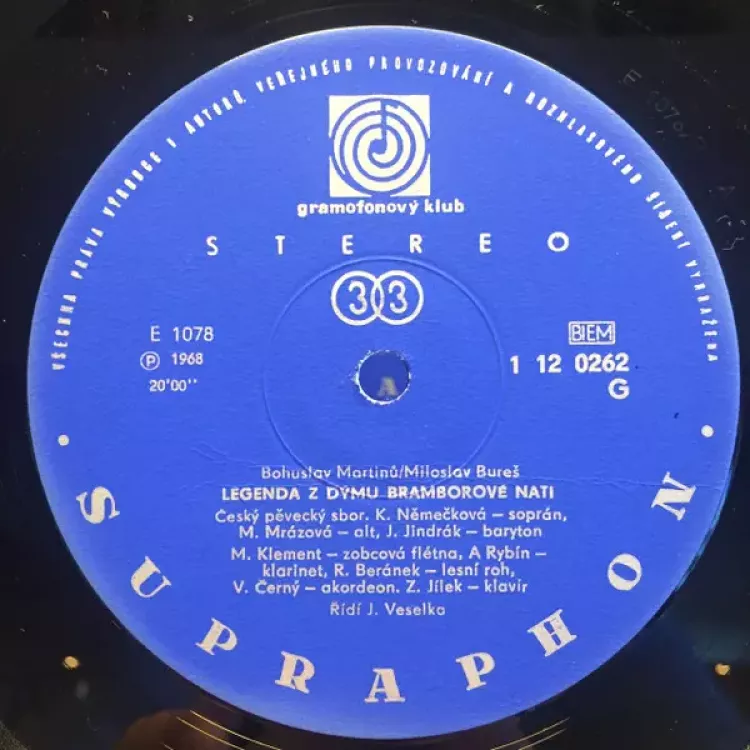 VŠECHNA PRÁVA VÝROBCE I AUTORŮ VEŘEJNÉHO PROVOZOVÁNÍ A ROZHLASOVÉHO ŠÍŘENÍ VYHRAŽENA
gramofonový klub
STEREO
33
E 1078
Ⓟ 1968
20'00''
BIEM
1 12 0262
G
A
Bohuslav Martinů/Miloslav Bureš
LEGENDA Z DÝMU BRAMBOROVÉ NATI
Český pěvecký sbor. K. Němečková – soprán,
M. Mrázová – alt, J. Jindrák – baryton
M. Klement – zobcová flétna, A Rybín –
klarinet, R. Beránek – lesní roh,
V. Černý – akordeon. Z. Jílek – klavír
Řídí J. Veselka
• SUPRAPHON •